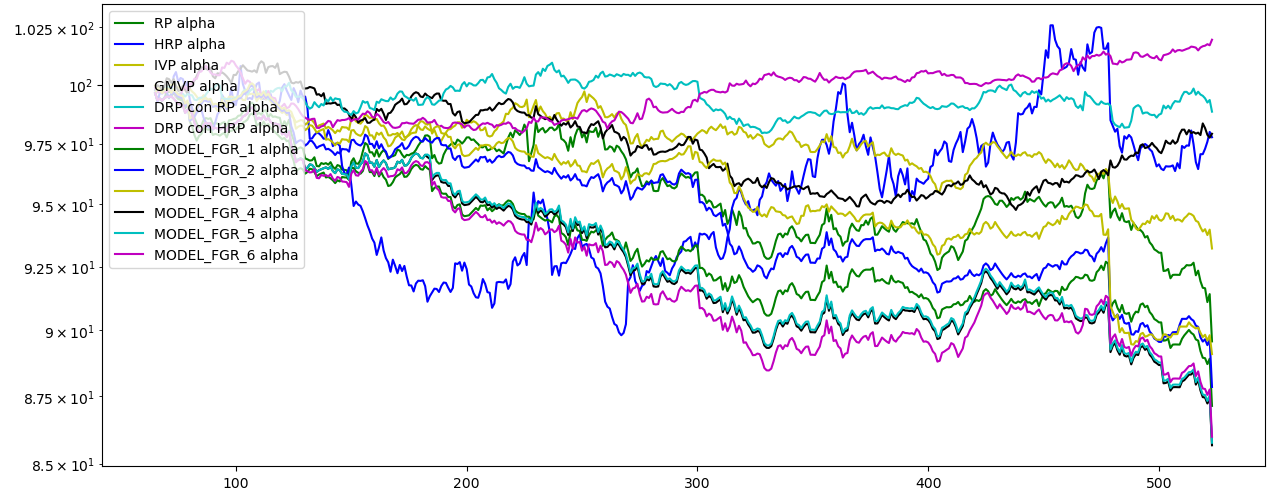 1.025 × 10²
10²
9.75 × 10¹
9.5 × 10¹
9.25 × 10¹
9 × 10¹
8.75 × 10¹
8.5 × 10¹
RP alpha
HRP alpha
IVP alpha
GMVP alpha
DRP con RP alpha
DRP con HRP alpha
MODEL_FGR_1 alpha
MODEL_FGR_2 alpha
MODEL_FGR_3 alpha
MODEL_FGR_4 alpha
MODEL_FGR_5 alpha
MODEL_FGR_6 alpha
100 200 300 400 500